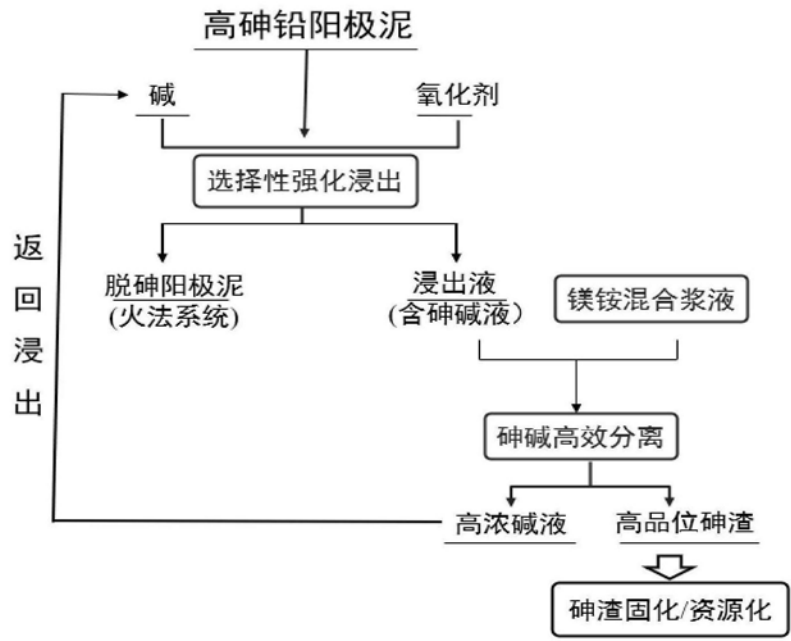 高砷铅阳极泥
碱
氧化剂
选择性强化浸出
脱砷阳极泥
(火法系统)
浸出液
(含砷碱液)
镁铵混合浆液
返回浸出
砷碱高效分离
高浓碱液
高品位砷渣
砷渣固化/资源化